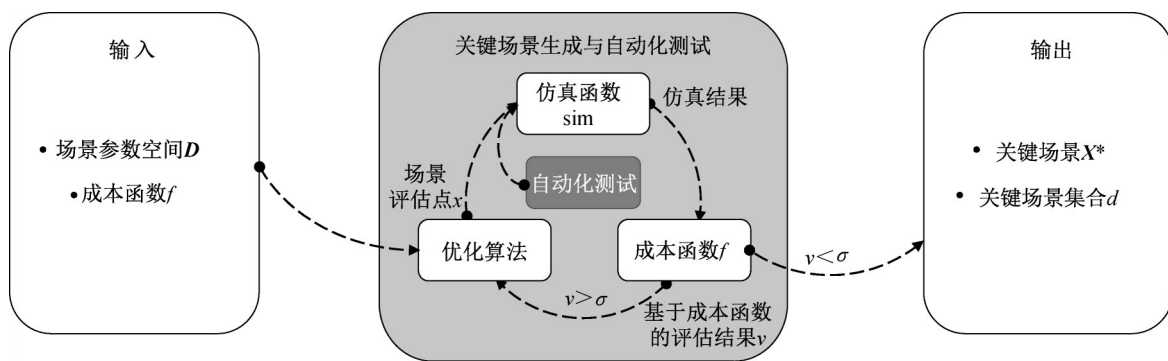 输入
• 场景参数空间D
•成本函数f
关键场景生成与自动化测试
仿真函数
sim
仿真结果
自动化测试
场景
评估点x
优化算法
成本函数f
v>σ
基于成本函数
的评估结果v
v<σ
输出
• 关键场景X*
• 关键场景集合d